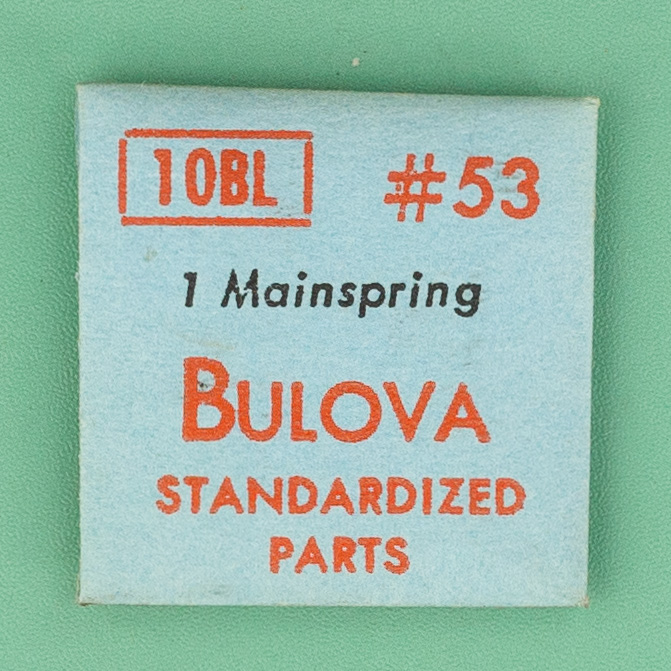 10BL #53
1 Mainspring
BULOVA
STANDARDIZED
PARTS